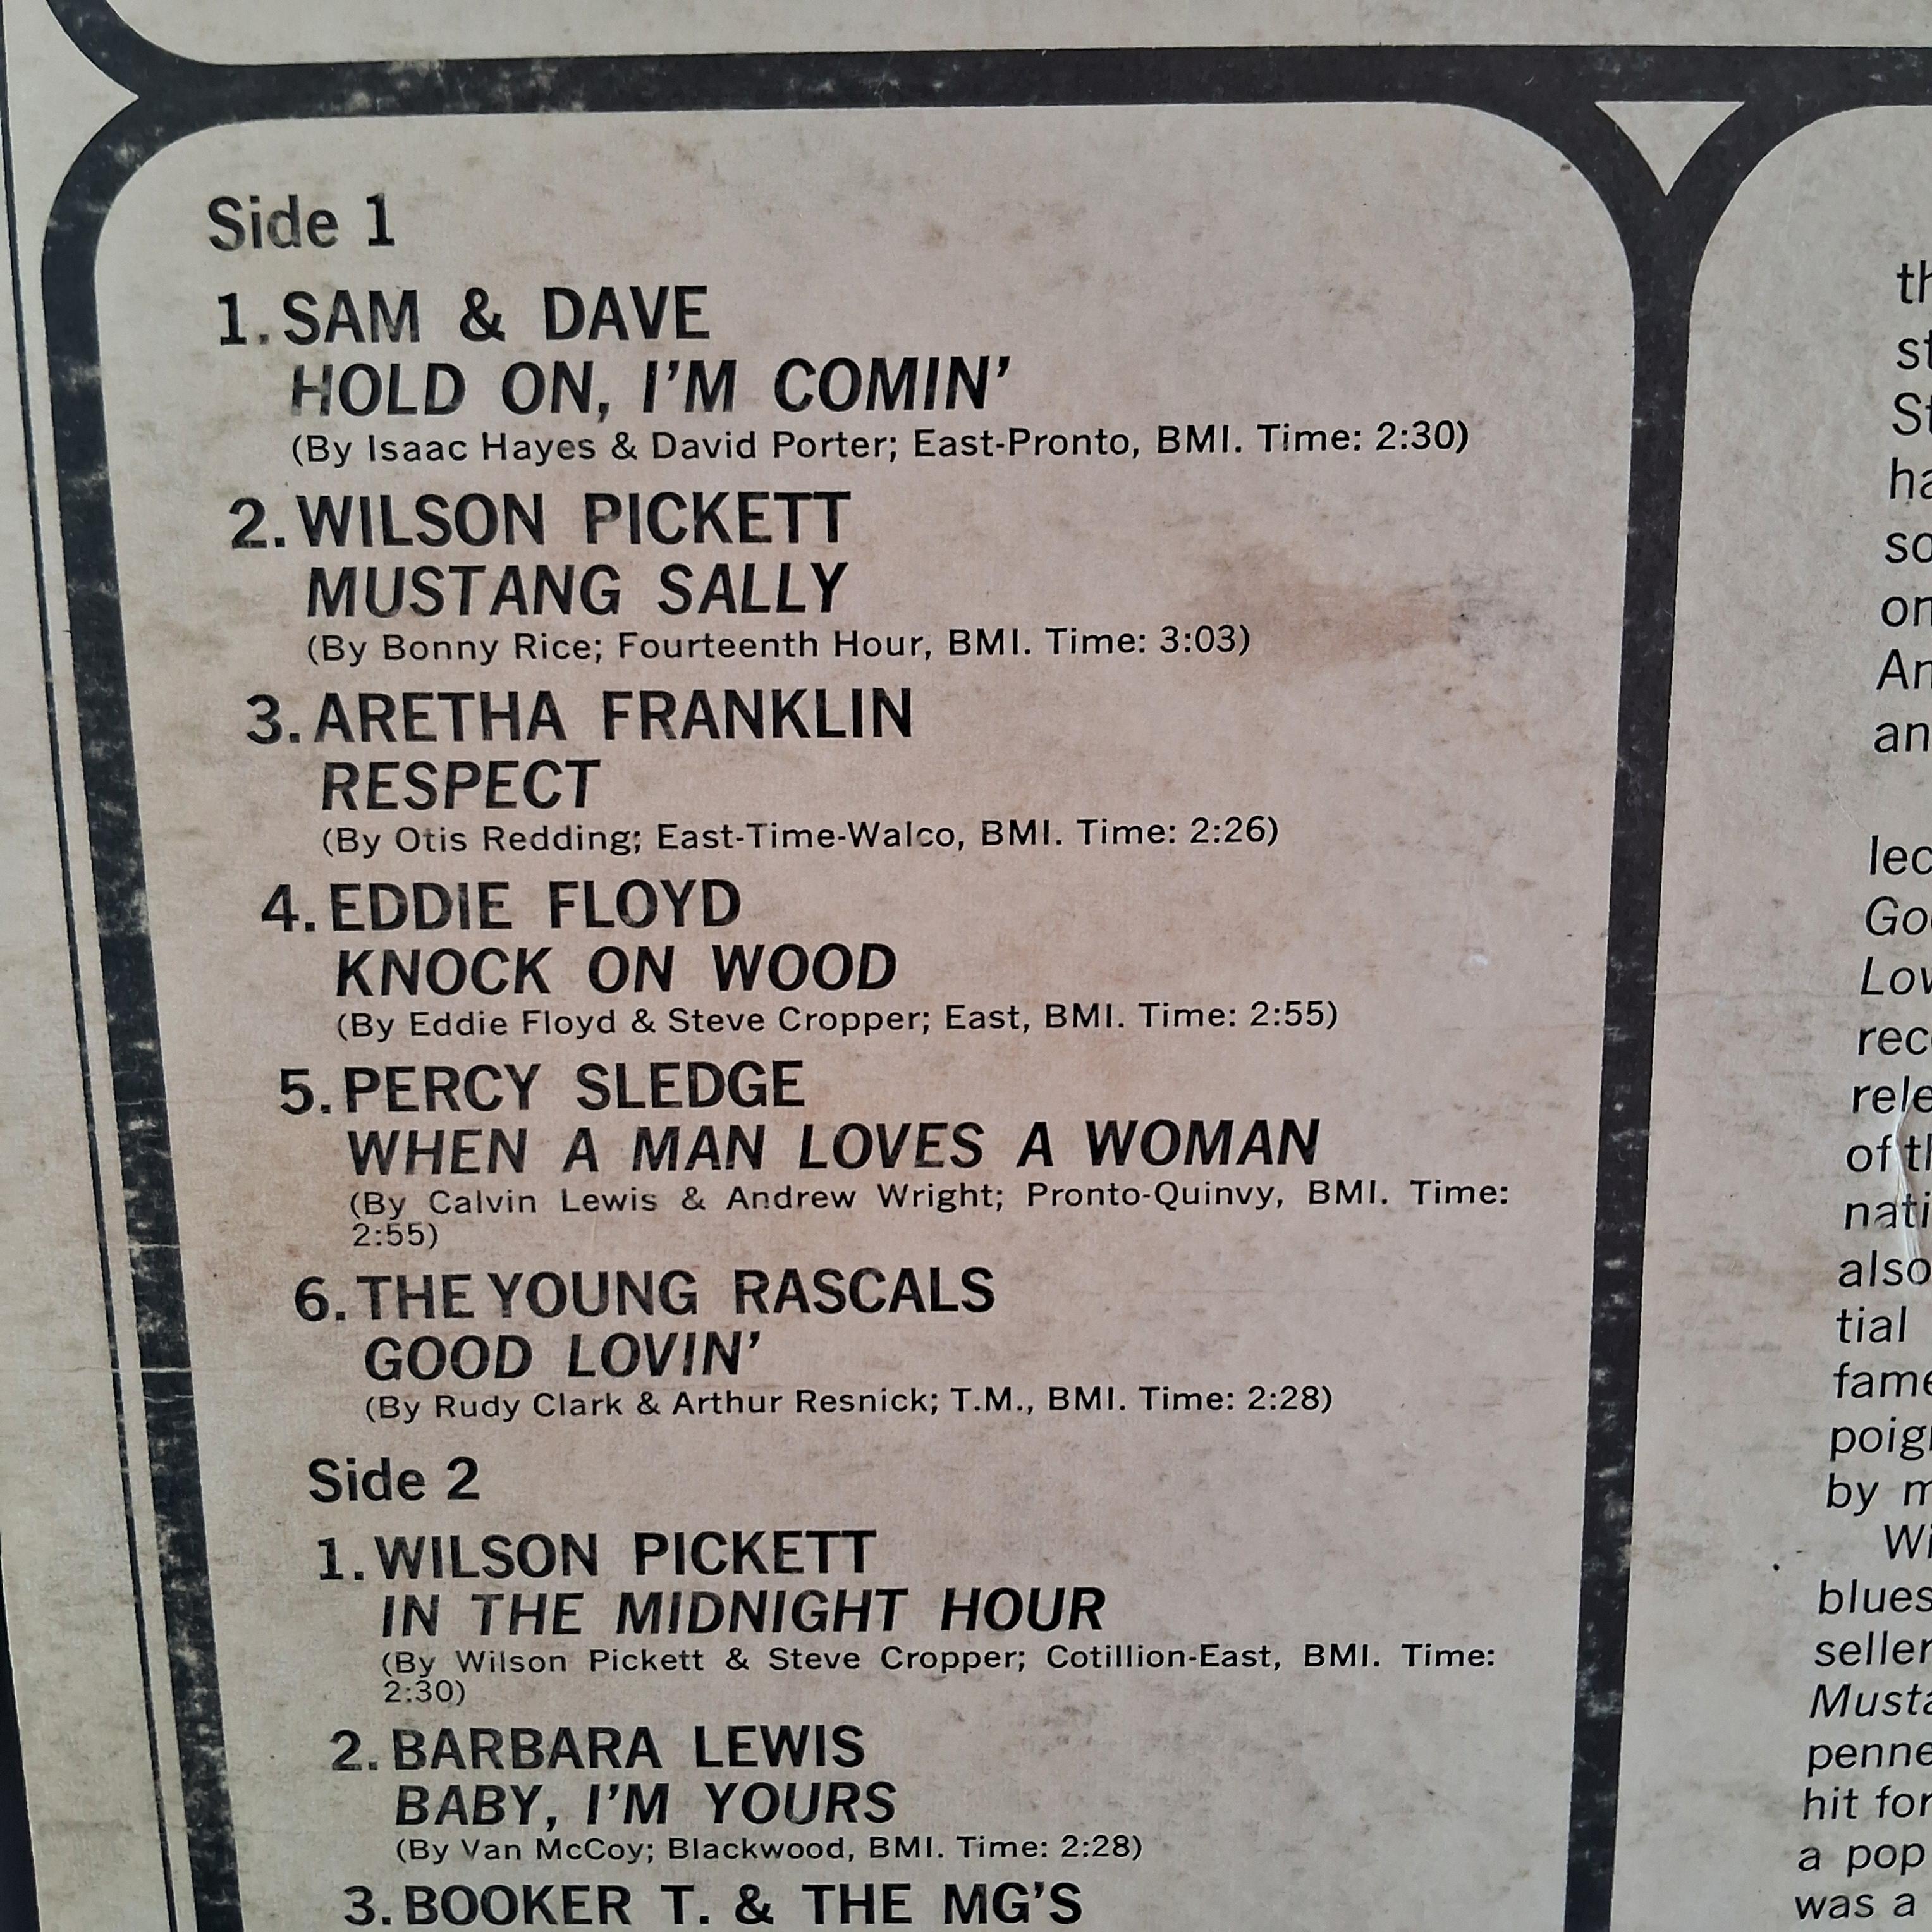 Side 1
1. SAM & DAVE
HOLD ON, I'M COMIN'
(By Isaac Hayes & David Porter; East-Pronto, BMI. Time: 2:30)
2. WILSON PICKETT
MUSTANG SALLY
(By Bonny Rice; Fourteenth Hour, BMI. Time: 3:03)
3. ARETHA FRANKLIN
RESPECT
(By Otis Redding; East-Time-Walco, BMI. Time: 2:26)
4. EDDIE FLOYD
KNOCK ON WOOD
(By Eddie Floyd & Steve Cropper; East, BMI. Time: 2:55)
5. PERCY SLEDGE
WHEN A MAN LOVES A WOMAN
(By Calvin Lewis & Andrew Wright; Pronto-Quinvy, BMI. Time:
2:55)
6. THE YOUNG RASCALS
GOOD LOVIN'
(By Rudy Clark & Arthur Resnick; T.M., BMI. Time: 2:28)
Side 2
1. WILSON PICKETT
IN THE MIDNIGHT HOUR
(By Wilson Pickett & Steve Cropper; Cotillion-East, BMI. Time:
2:30)
2. BARBARA LEWIS
BABY, I'M YOURS
(By Van McCoy; Blackwood, BMI. Time: 2:28)
3. BOOKER T. & THE MG'S
also
tial
fame
by
blues
seller
hit for
a pop
was a